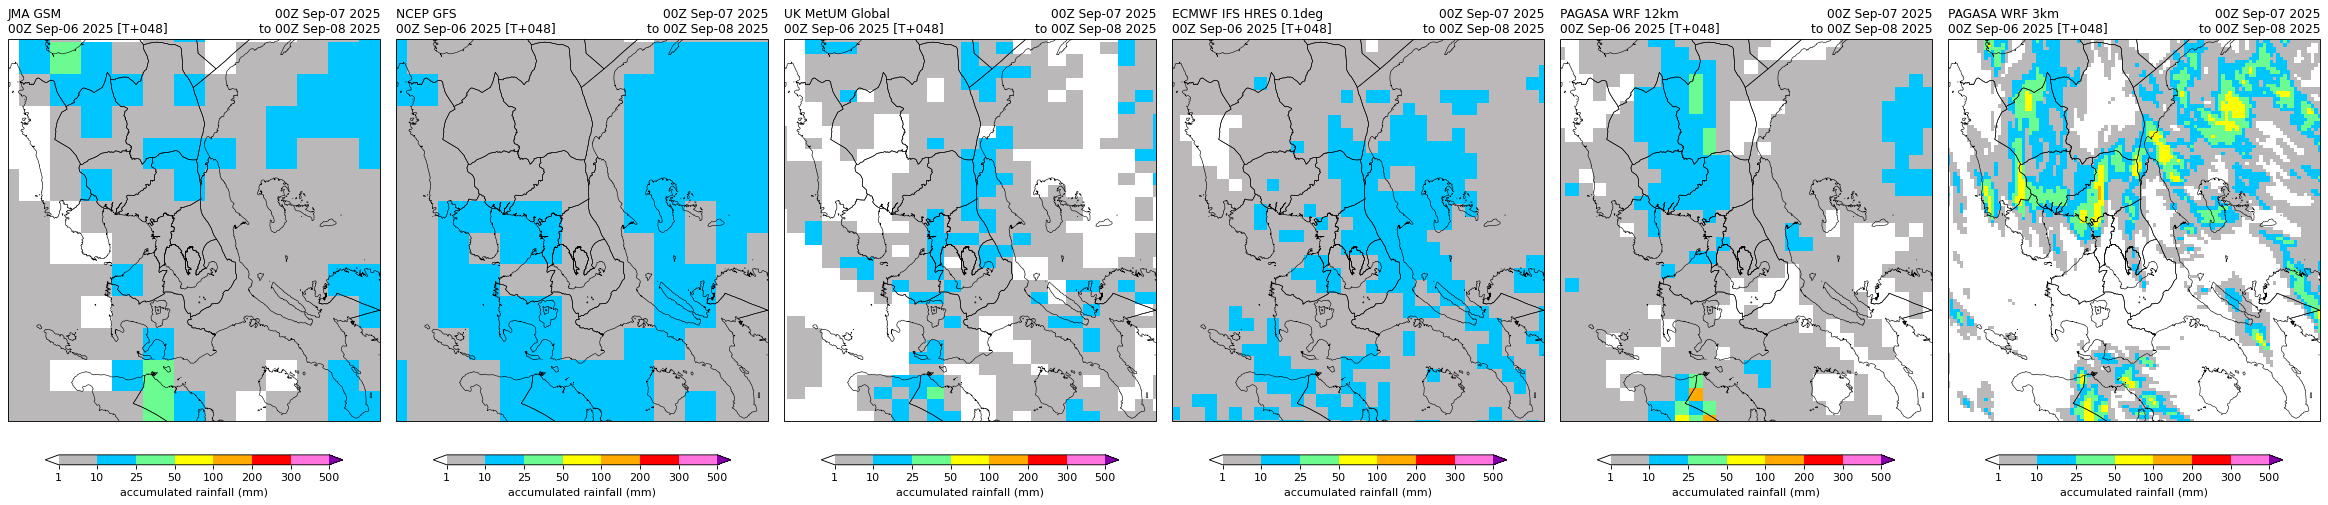 JMA GSM 00Z Sep-07 2025
00Z Sep-06 2025 [T+048] to 00Z Sep-08 2025
1 10 25 50 100 200 300 500
accumulated rainfall (mm)
NCEP GFS 00Z Sep-07 2025
00Z Sep-06 2025 [T+048] to 00Z Sep-08 2025
1 10 25 50 100 200 300 500
accumulated rainfall (mm)
UK MetUM Global 00Z Sep-07 2025
00Z Sep-06 2025 [T+048] to 00Z Sep-08 2025
1 10 25 50 100 200 300 500
accumulated rainfall (mm)
ECMWF IFS HRES 0.1deg 00Z Sep-07 2025
00Z Sep-06 2025 [T+048] to 00Z Sep-08 2025
1 10 25 50 100 200 300 500
accumulated rainfall (mm)
PAGASA WRF 12km 00Z Sep-07 2025
00Z Sep-06 2025 [T+048] to 00Z Sep-08 2025
1 10 25 50 100 200 300 500
accumulated rainfall (mm)
PAGASA WRF 3km 00Z Sep-07 2025
00Z Sep-06 2025 [T+048] to 00Z Sep-08 2025
1 10 25 50 100 200 300 500
accumulated rainfall (mm)